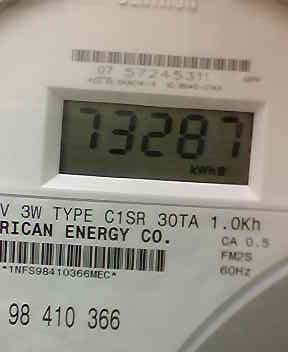 07 5724531
73287
kWh
V 3W TYPE C1SR 30TA 1.0Kh
RICAN ENERGY CO.
CA 0.5
FM2S
60Hz
*1NFS98410366MEC*
98 410 366